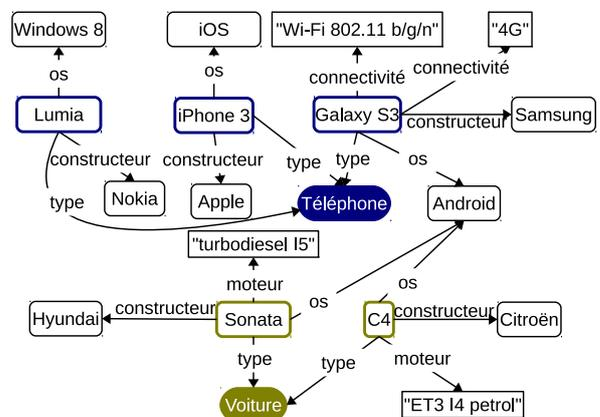 Windows 8
iOS
"Wi-Fi 802.11 b/g/n"
"4G"
os
os
connectivité
connectivité
Lumia
iPhone 3
Galaxy S3
constructeur
Samsung
constructeur
constructeur
type
type
os
type
Nokia
Apple
Téléphone
Android
"turbodiesel I5"
moteur
os
os
Hyundai
constructeur
Sonata
C4
constructeur
Citroën
type
type
moteur
Voiture
"ET3 I4 petrol"